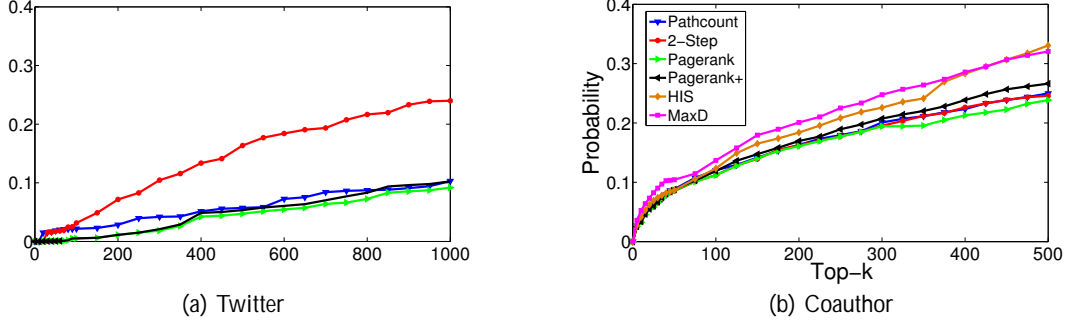 0.4
0.3
0.2
0.1
0
0 200 400 600 800 1000
(a) Twitter
Probability
0.4
0.3
0.2
0.1
0
Pathcount
2−Step
Pagerank
Pagerank+
HIS
MaxD
0 100 200 300 400 500
Top−k
(b) Coauthor